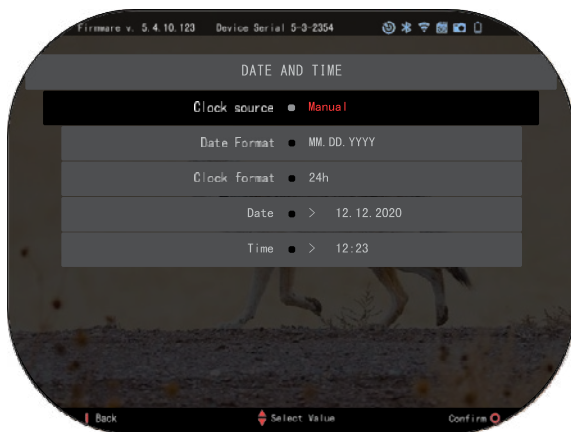 Firmware v. 5.4.10.123 Device Serial 5-3-2354
DATE AND TIME
Clock source Manual
Date Format MM.DD.YYYY
Clock format 24h
Date > 12.12.2020
Time > 12:23
Back Select Value Confirm